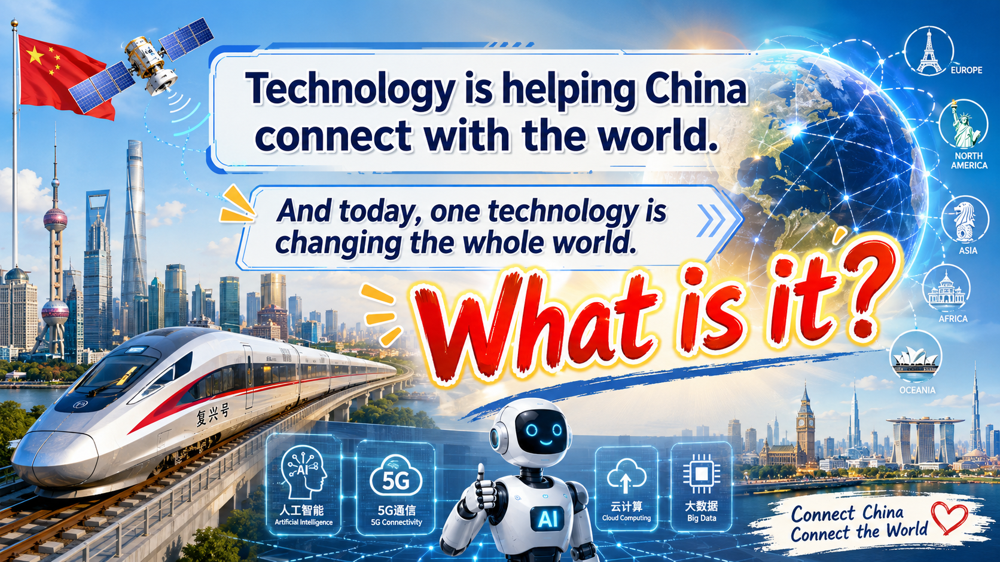 Technology is helping China
connect with the world.
And today, one technology is
changing the whole world.
What is it?
EUROPE
NORTH
AMERICA
ASIA
AFRICA
OCEANIA
复兴号
AI
人工智能
Artificial Intelligence
5G
5G通信
5G Connectivity
AI
云计算
Cloud Computing
大数据
Big Data
Connect China
Connect the World